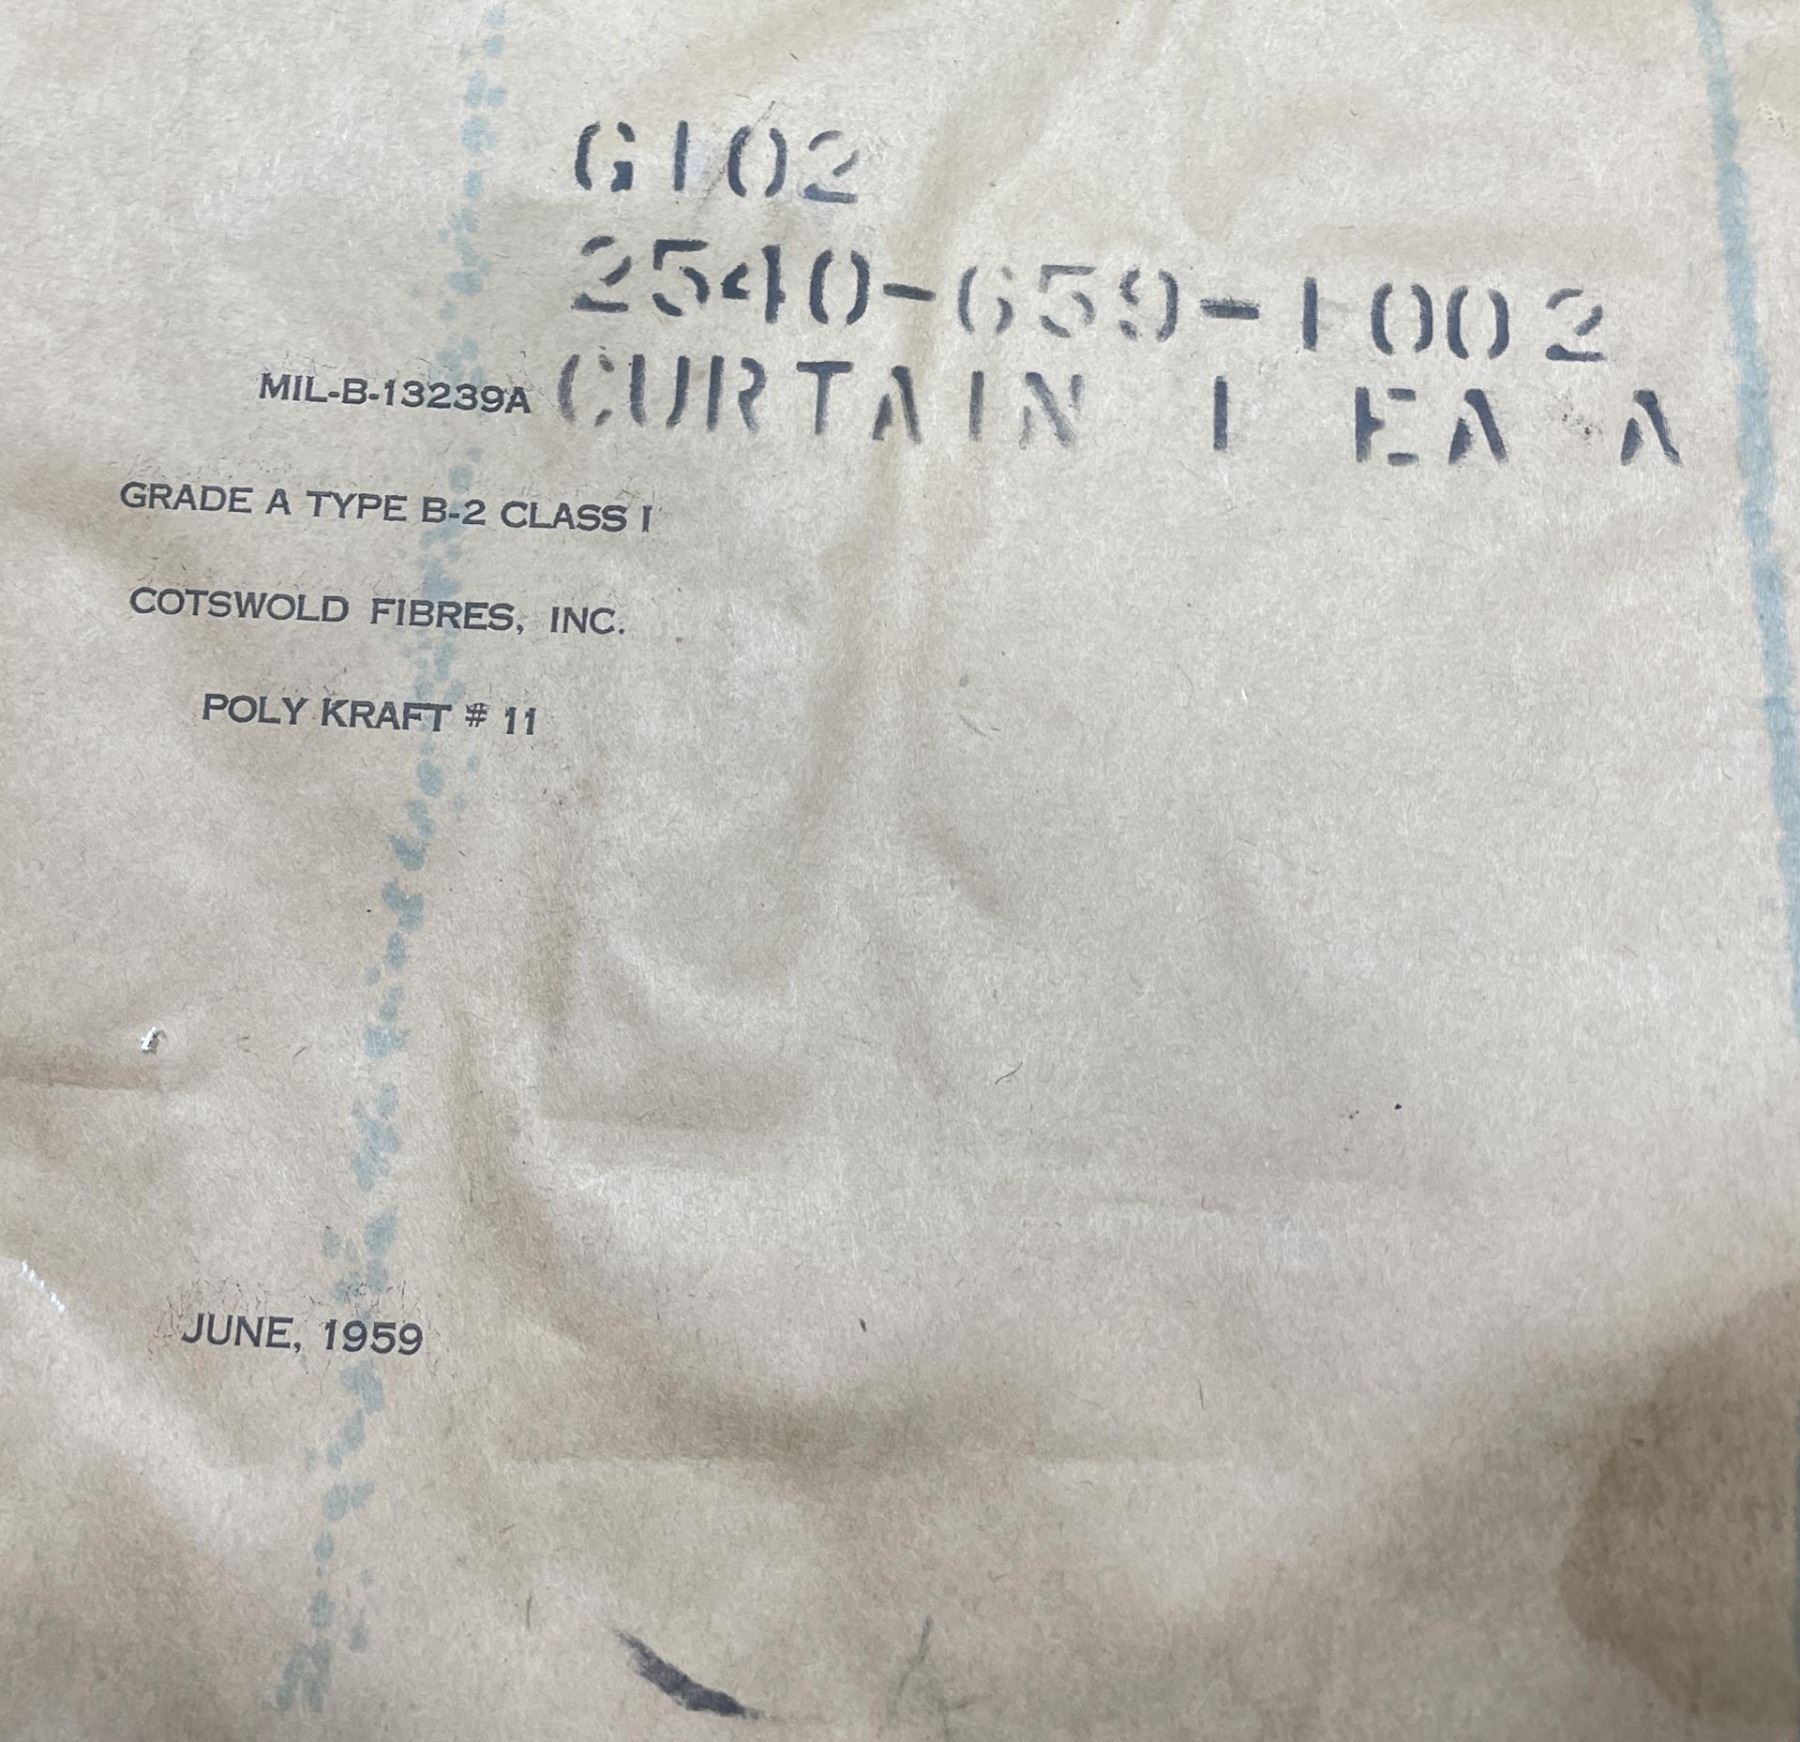 G102
2540-659-1002
CURTAIN 1 EA A
MIL-B-13239A
GRADE A TYPE B-2 CLASS I
COTSWOLD FIBRES, INC.
POLY KRAFT # 11
JUNE, 1959